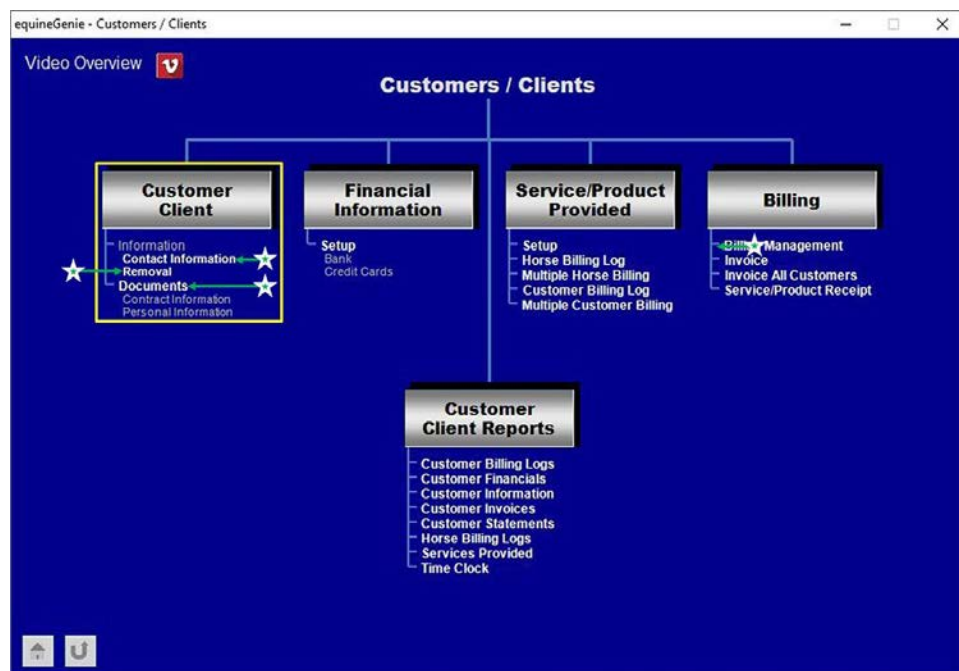 equineGenie - Customers / Clients
Video Overview
Customers / Clients
Customer
Client
Information
Contact Information
Removal
Documents
Contract Information
Personal Information
Financial
Information
Setup
Bank
Credit Cards
Service/Product
Provided
Setup
Horse Billing Log
Multiple Horse Billing
Customer Billing Log
Multiple Customer Billing
Billing
Management
Invoice
Invoice All Customers
Service/Product Receipt
Customer
Client Reports
Customer Billing Logs
Customer Financials
Customer Information
Customer Invoices
Customer Statements
Horse Billing Logs
Services Provided
Time Clock